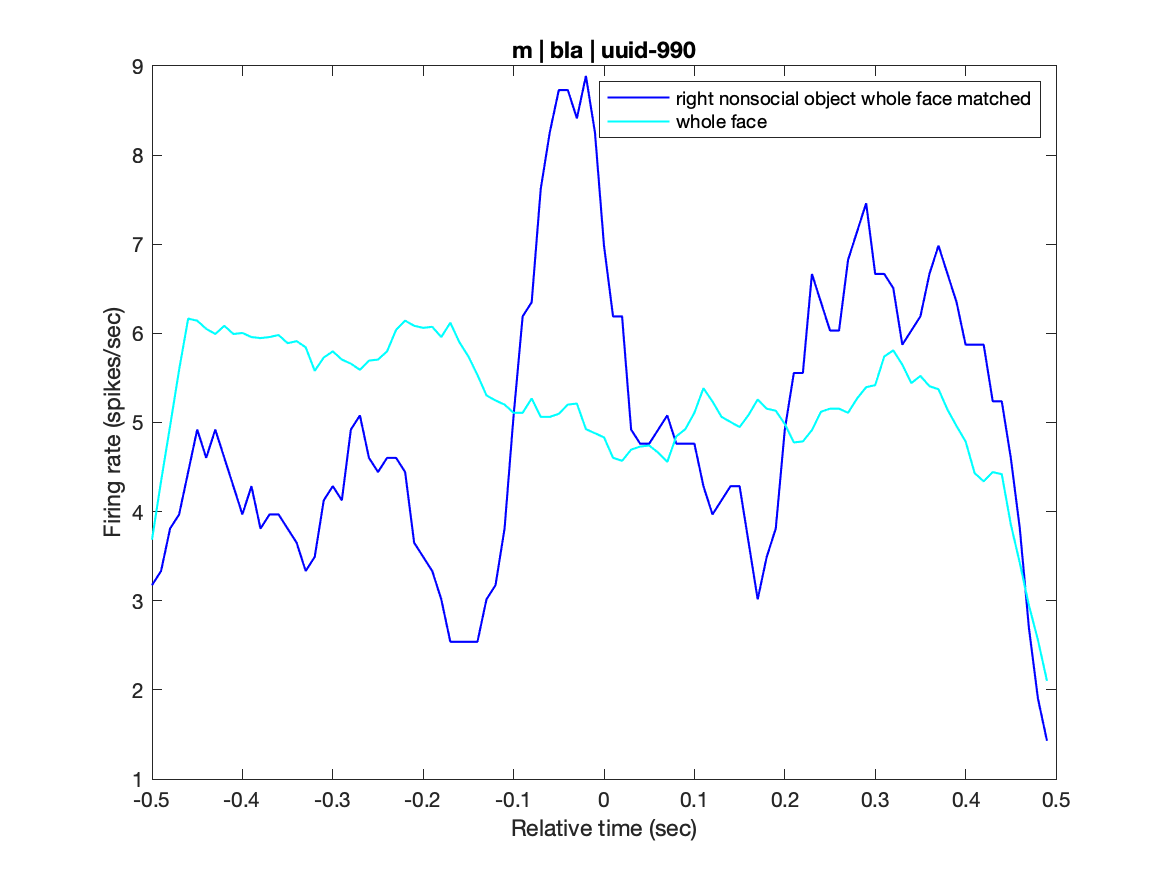 m | bla | uuid-990
right nonsocial object whole face matched
whole face
Firing rate (spikes/sec)
9
8
7
6
5
4
3
2
1
-0.5 -0.4 -0.3 -0.2 -0.1 0 0.1 0.2 0.3 0.4 0.5
Relative time (sec)